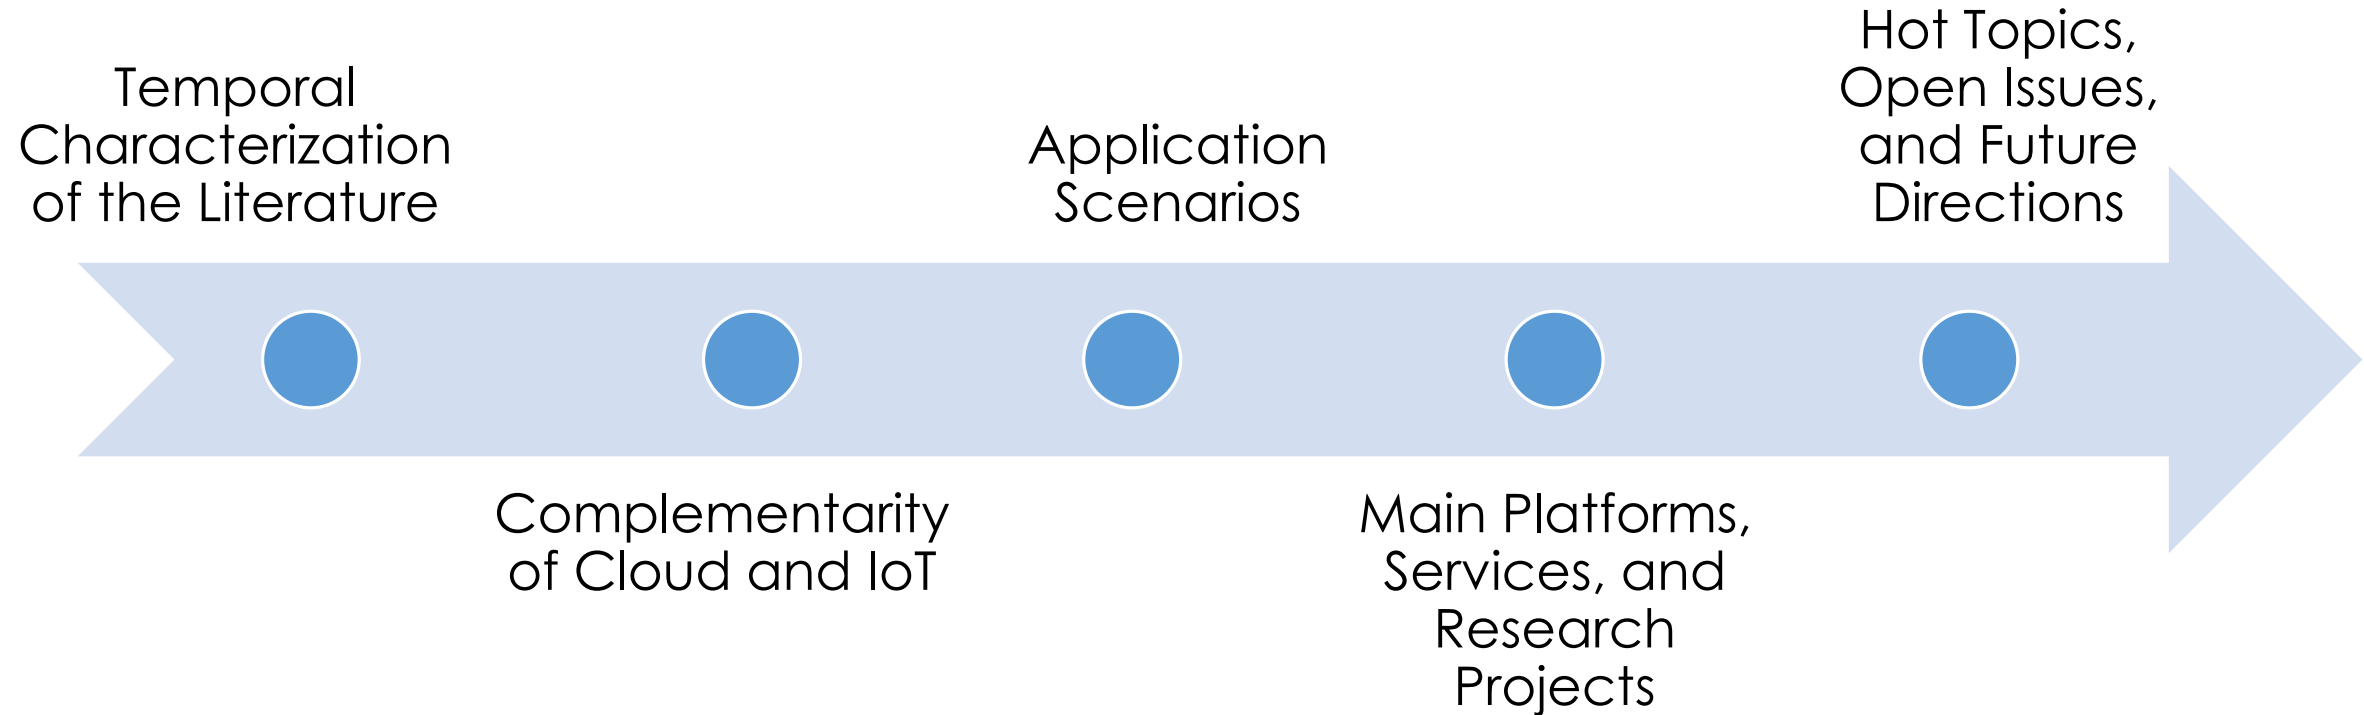 Temporal
Characterization
of the Literature
Complementarity
of Cloud and IoT
Application
Scenarios
Main Platforms,
Services, and
Research
Projects
Hot Topics,
Open Issues,
and Future
Directions